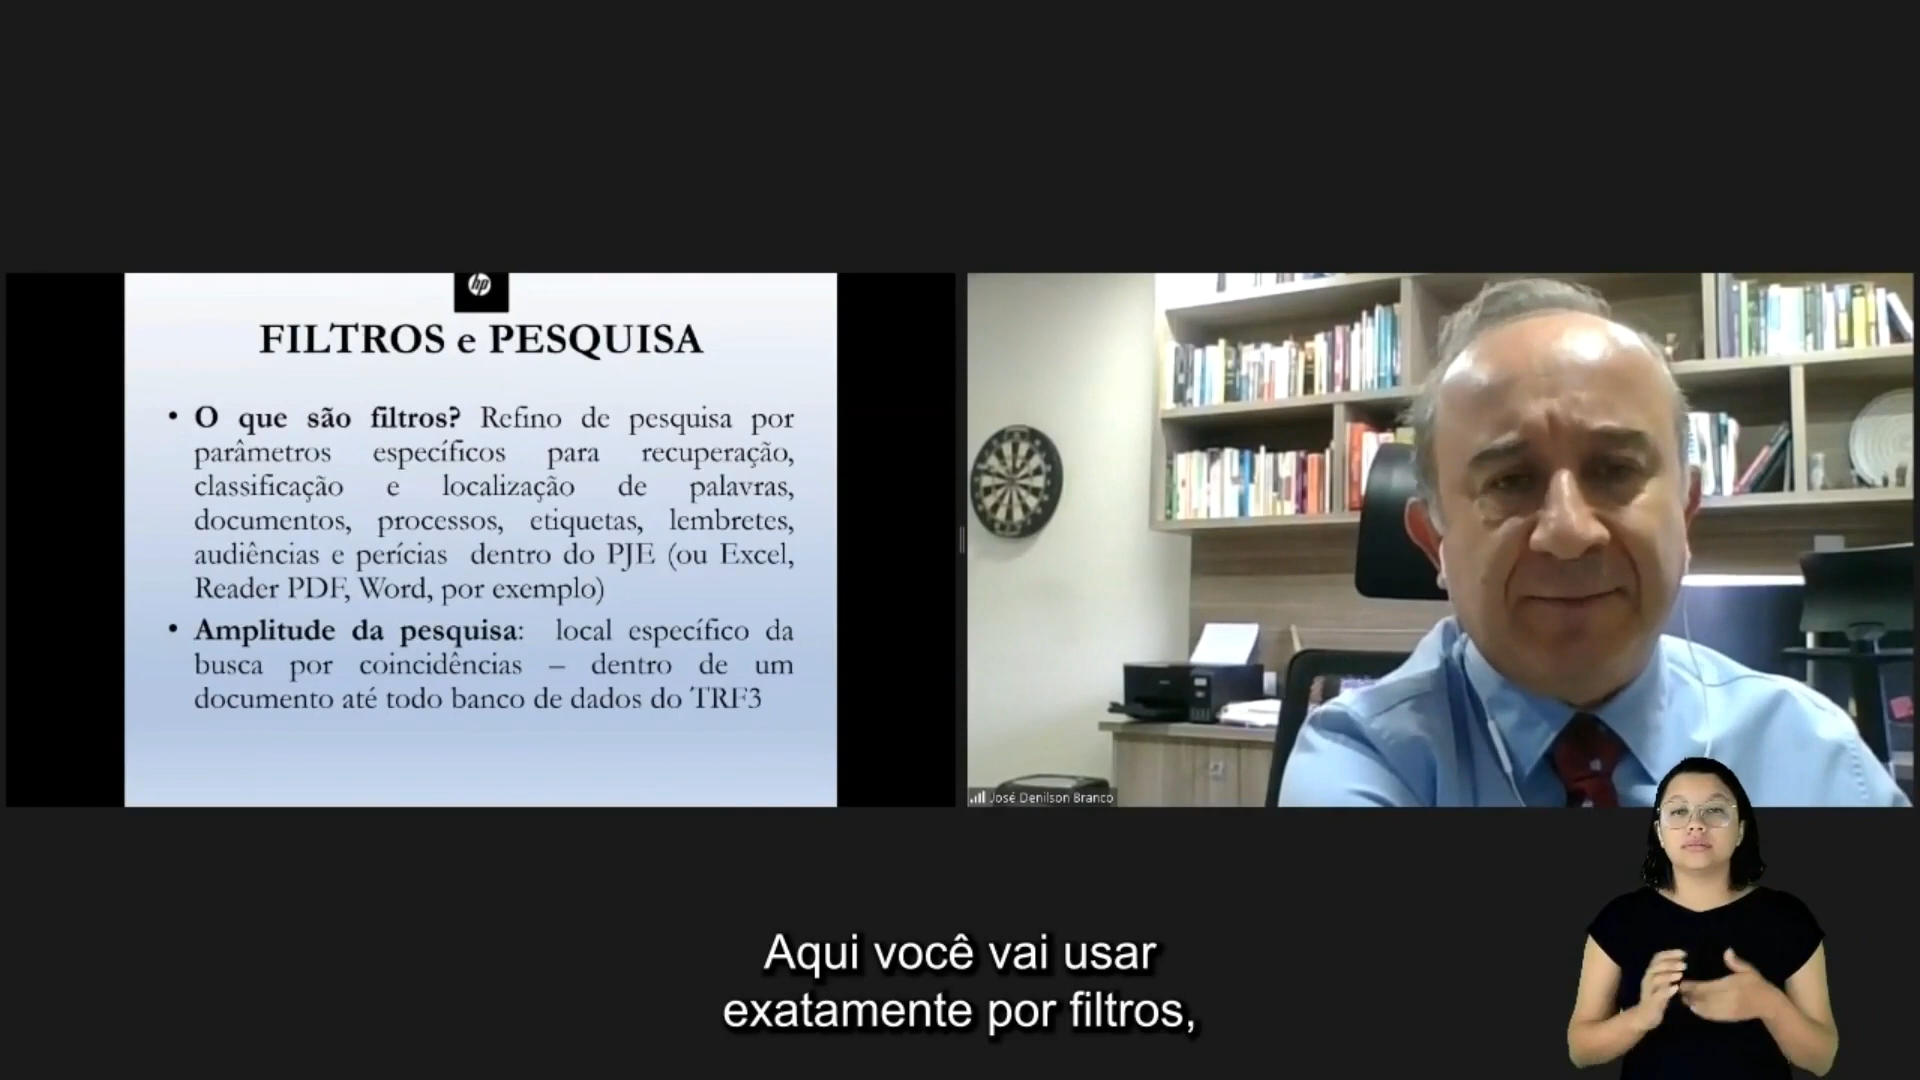 hp
FILTROS e PESQUISA
• O que são filtros? Refino de pesquisa por
parâmetros específicos para recuperação,
classificação e localização de palavras,
documentos, processos, etiquetas, lembretes,
audiências e perícias dentro do PJE (ou Excel,
Reader PDF, Word, por exemplo)
• Amplitude da pesquisa: local específico da
busca por coincidências – dentro de um
documento até todo banco de dados do TRF3
José Denilson Branco
Aqui você vai usar
exatamente por filtros,